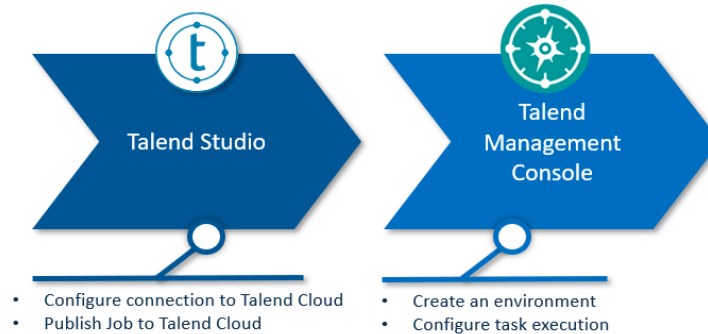 t
Talend Studio
Talend
Management
Console
• Configure connection to Talend Cloud
• Publish Job to Talend Cloud
• Create an environment
• Configure task execution